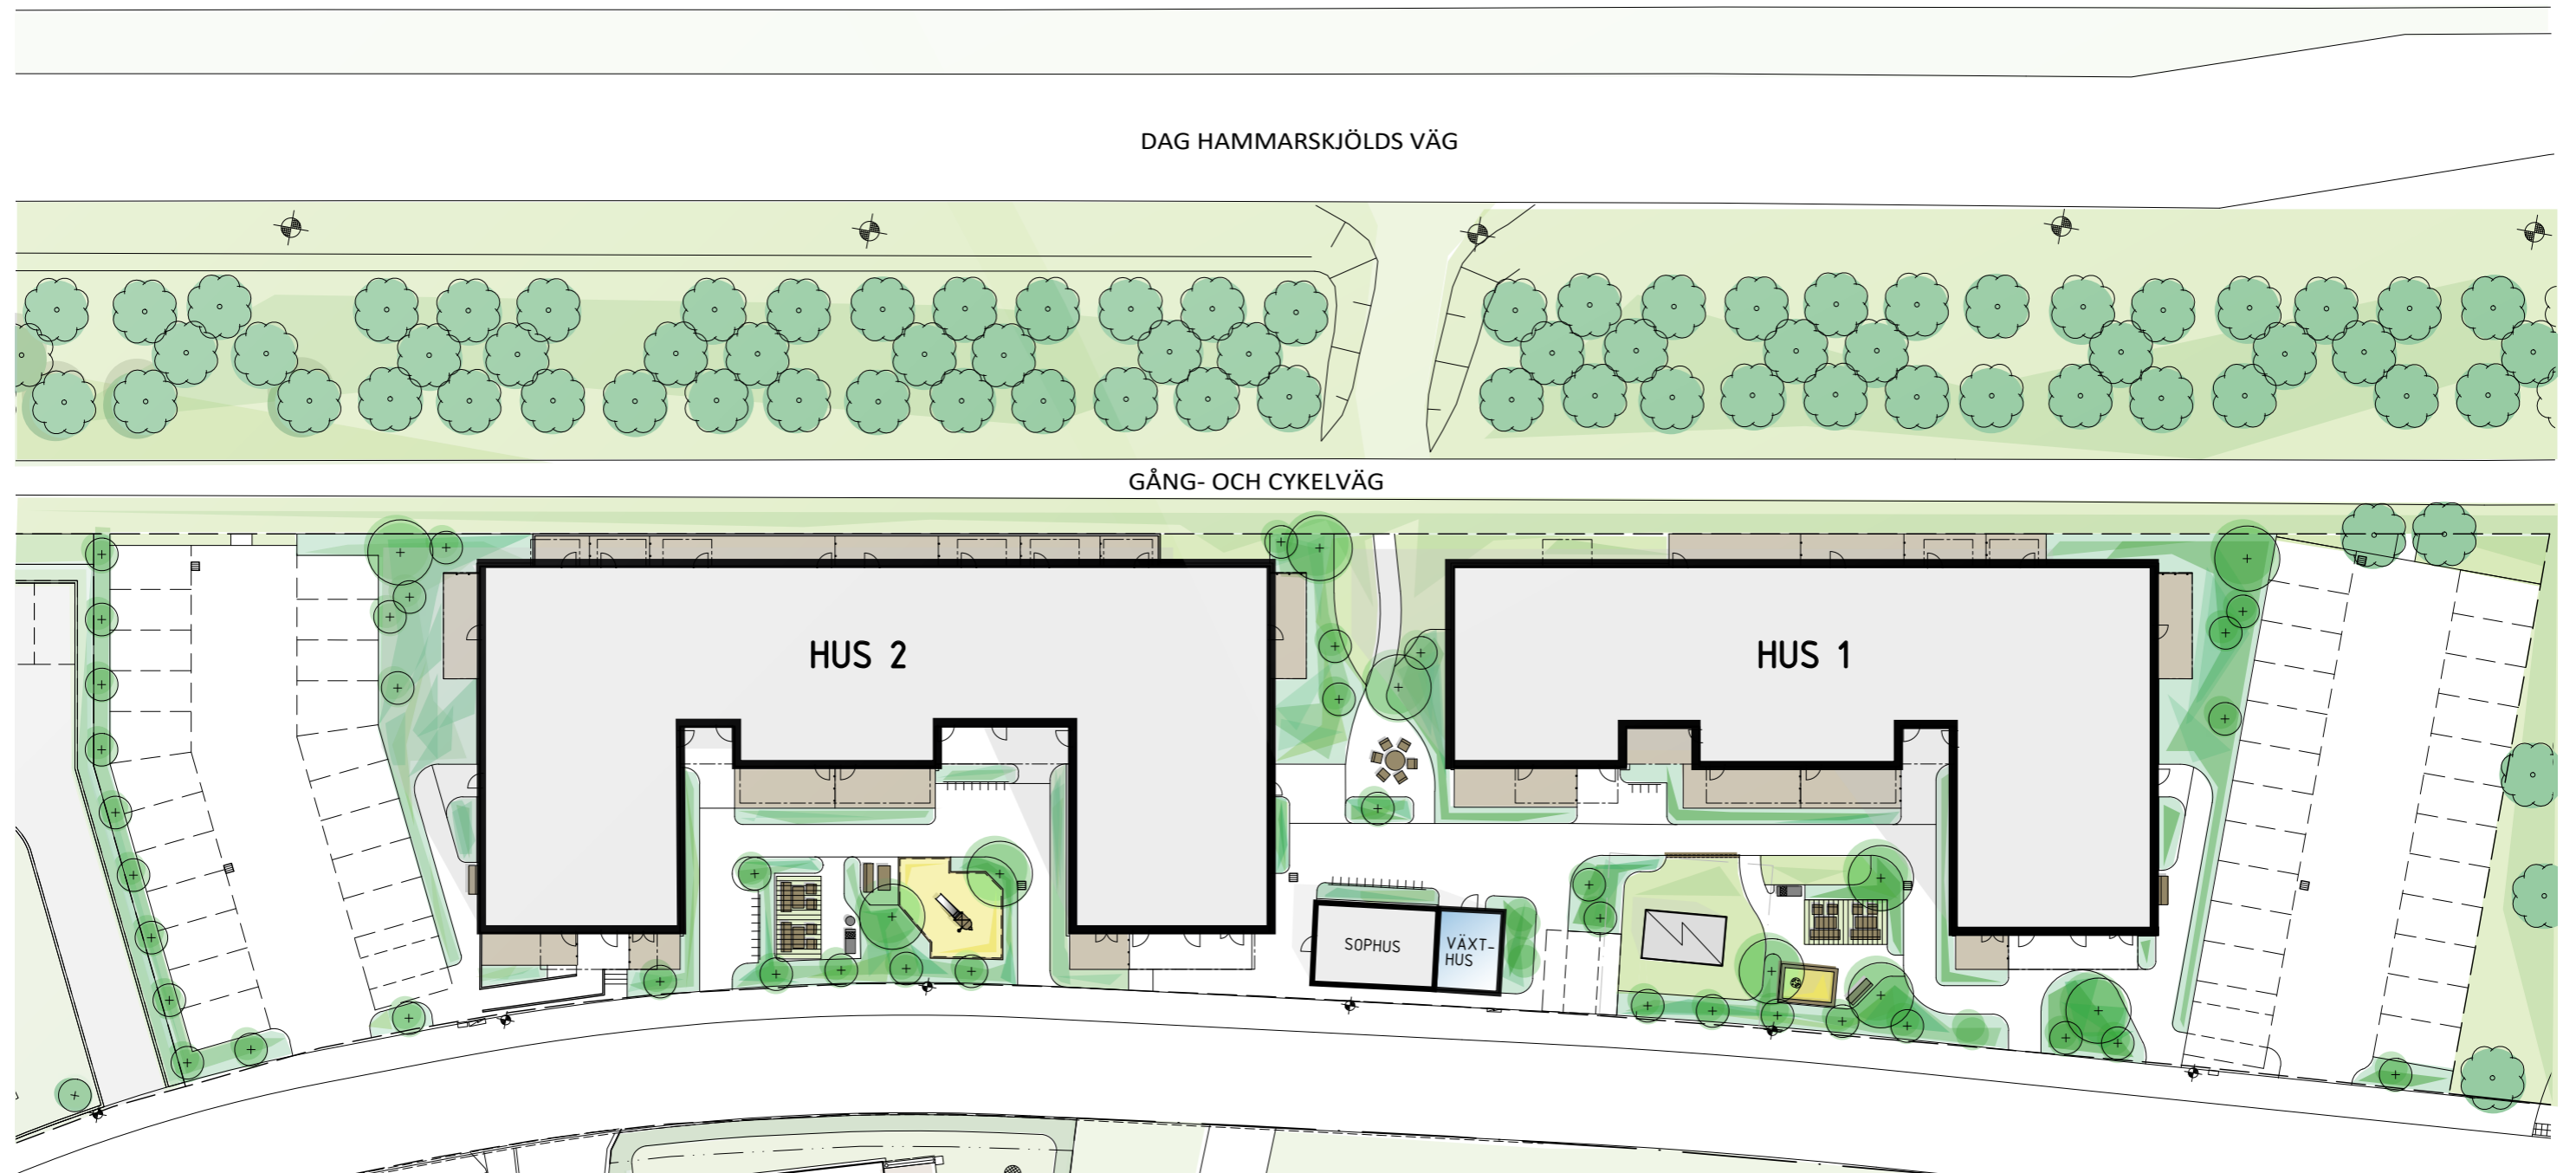 DAG HAMMARSKJÖLDS VÄG
GÅNG- OCH CYKELVÄG
HUS 2
HUS 1
SOPHUS
VÄXT-
HUS